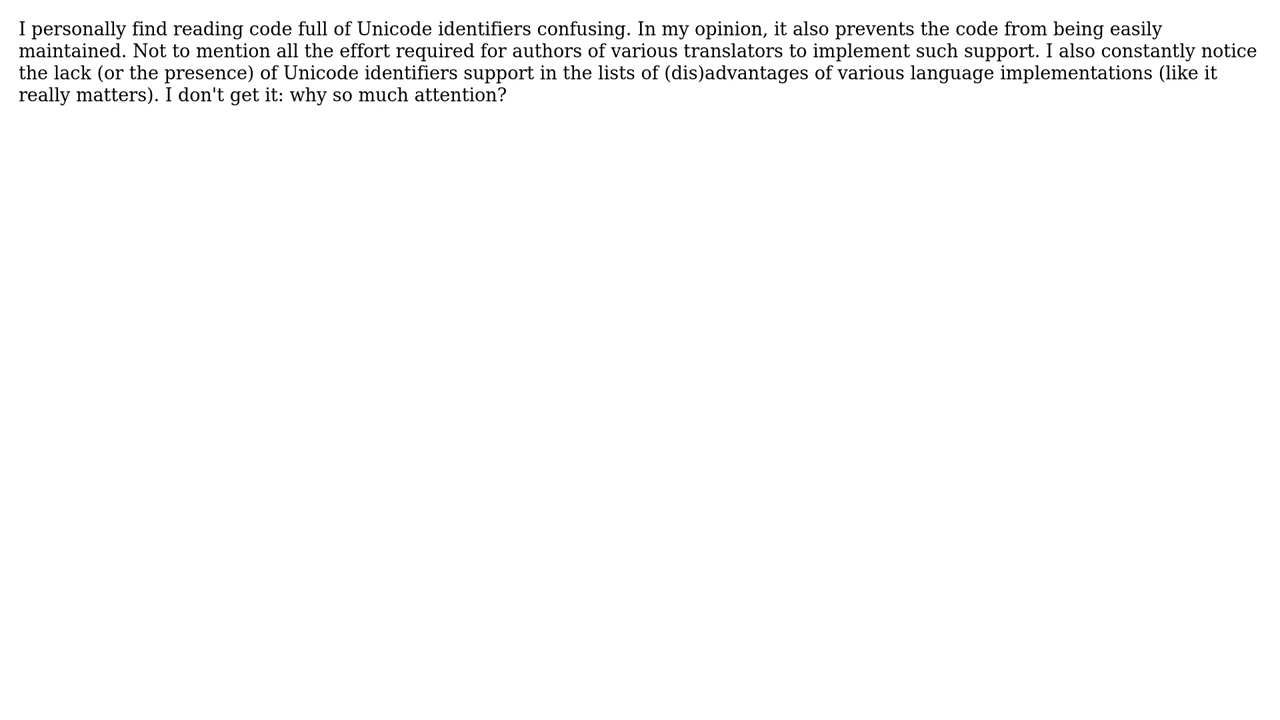 I personally find reading code full of Unicode identifiers confusing. In my opinion, it also prevents the code from being easily
maintained. Not to mention all the effort required for authors of various translators to implement such support. I also constantly notice
the lack (or the presence) of Unicode identifiers support in the lists of (dis)advantages of various language implementations (like it
really matters). I don't get it: why so much attention?